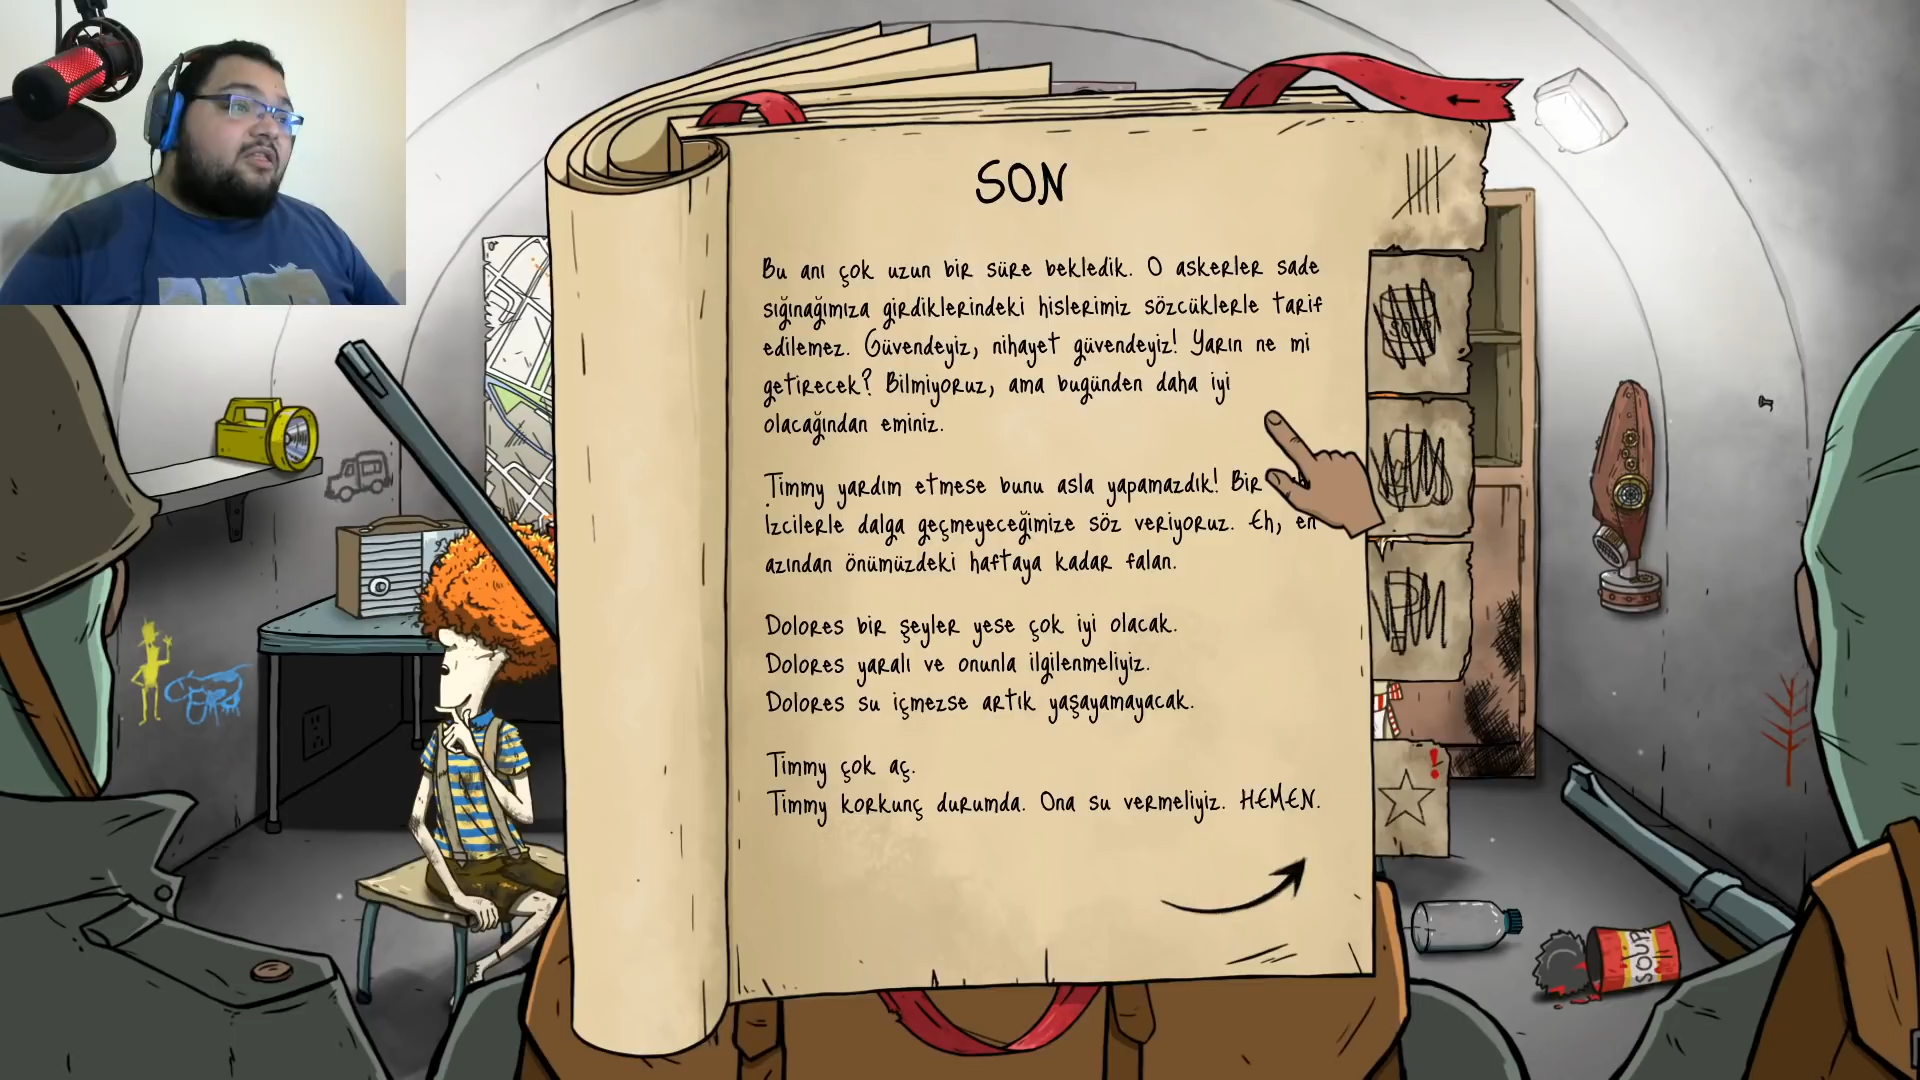 SON
Bu anı çok uzun bir süre bekledik. O askerler sade
sığınağımıza girdiklerindeki hislerimiz sözcüklerle tarif
edilemez. Güvendeyiz, nihayet güvendeyiz! Yarın ne mi
getirecek? Bilmiyoruz, ama bugünden daha iyi
olacağından eminiz.
Timmy yardım etmese bunu asla yapamazdık! Bir
İzcilerle dalga geçmeyeceğimize söz veriyoruz. Eh, en
azından önümüzdeki haftaya kadar falan.
Dolores bir şeyler yese çok iyi olacak.
Dolores yaralı ve onunla ilgilenmeliyiz.
Dolores su içmezse artık yaşayamayacak.
Timmy çok aç.
Timmy korkunç durumda. Ona su vermeliyiz. HEMEN.
!
SOUP